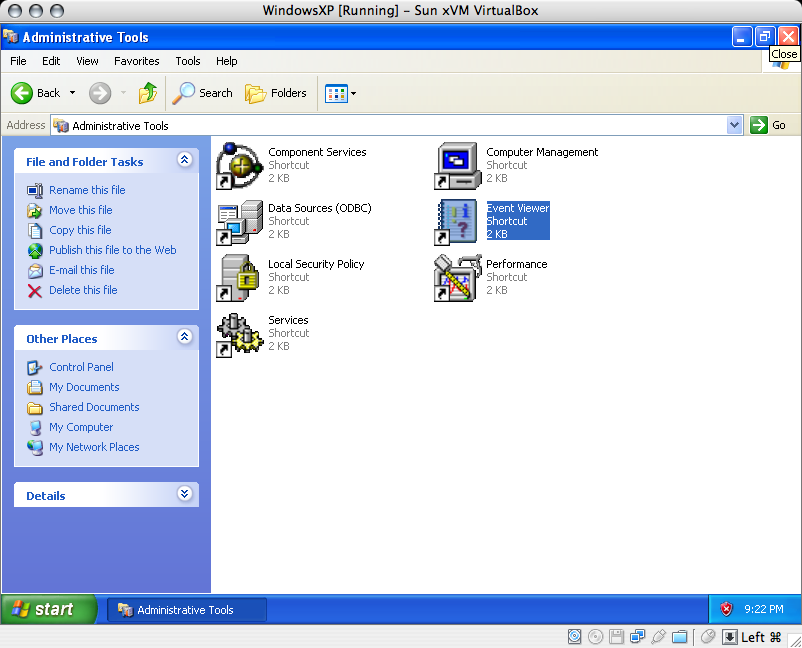 WindowsXP [Running] – Sun xVM VirtualBox
Administrative Tools
Close
File Edit View Favorites Tools Help
Back Search Folders
Address Administrative Tools Go
File and Folder Tasks
Rename this file
Move this file
Copy this file
Publish this file to the Web
E-mail this file
Delete this file
Other Places
Control Panel
My Documents
Shared Documents
My Computer
My Network Places
Details
Component Services
Shortcut
2 KB
Computer Management
Shortcut
2 KB
Data Sources (ODBC)
Shortcut
2 KB
Event Viewer
Shortcut
2 KB
Local Security Policy
Shortcut
2 KB
Performance
Shortcut
2 KB
Services
Shortcut
2 KB
start Administrative Tools 9:22 PM
Left ⌘